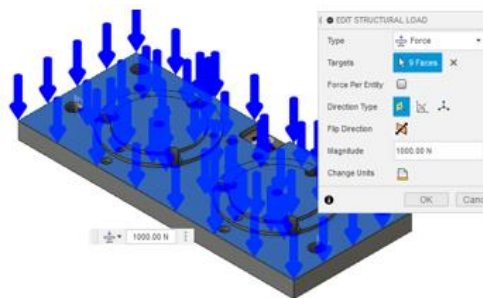 EDIT STRUCTURAL LOAD
Type Force
Targets 9 Faces
Force Per Entity
Direction Type
Flip Direction
Magnitude 1000.00 N
Change Units
OK Canc
1000.00 N